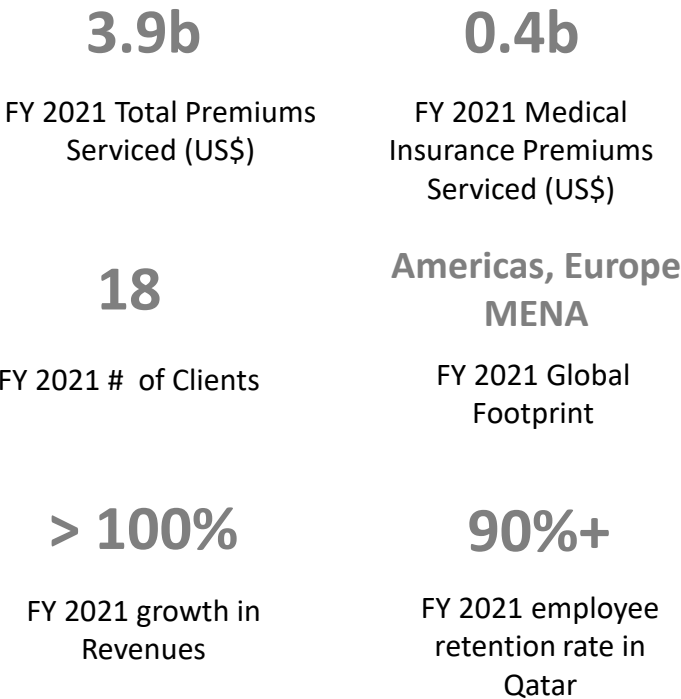 3.9b
FY 2021 Total Premiums
Serviced (US$)
0.4b
FY 2021 Medical
Insurance Premiums
Serviced (US$)
18
FY 2021 # of Clients
Americas, Europe
MENA
FY 2021 Global
Footprint
> 100%
FY 2021 growth in
Revenues
90%+
FY 2021 employee
retention rate in
Qatar